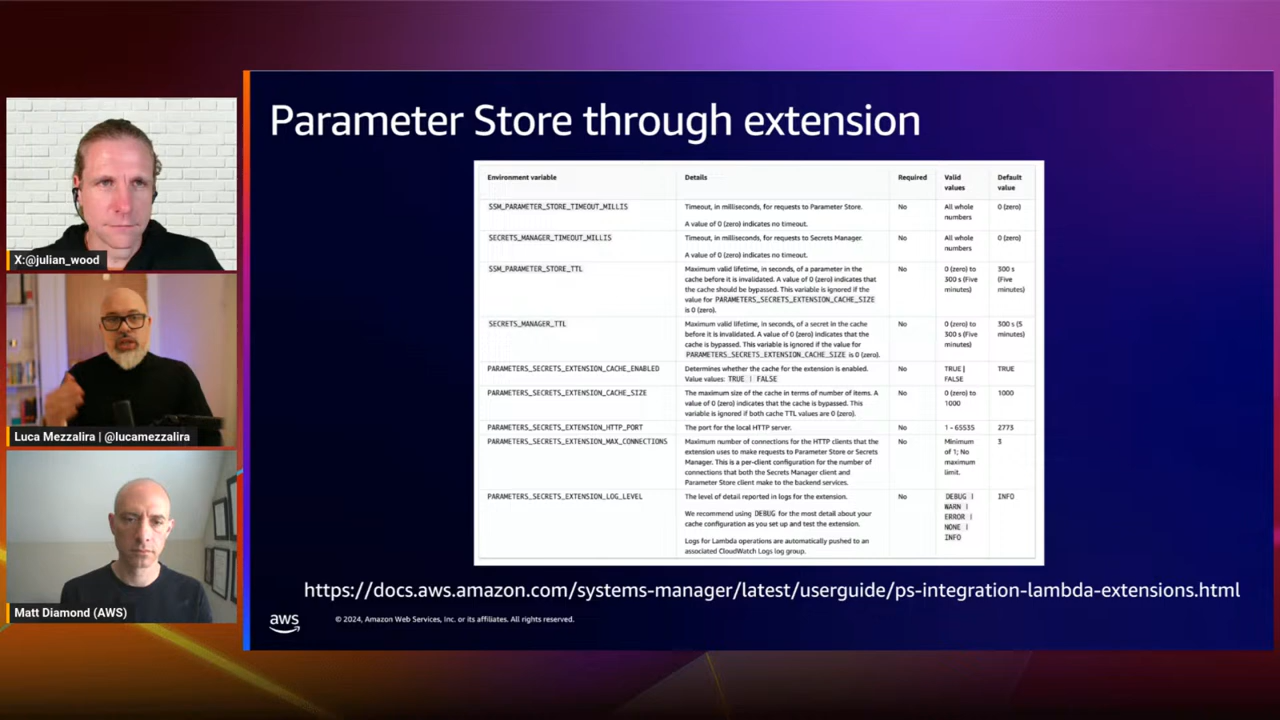 Parameter Store through extension
X:@julian_wood
Luca Mezzalira | @lucamezzalira
Matt Diamond (AWS)
Environment variable Details Required Valid values Default value
SSM_PARAMETER_STORE_TIMEOUT_MILLIS Timeout, in milliseconds, for requests to Parameter Store. No All whole 0 (zero)
numbers
A value of 0 (zero) indicates no timeout.
SECRETS_MANAGER_TIMEOUT_MILLIS Timeout, in milliseconds, for requests to Secrets Manager. No All whole 0 (zero)
numbers
A value of 0 (zero) indicates no timeout.
SSM_PARAMETER_STORE_TTL Maximum valid lifetime, in seconds, of a parameter in the No 0 (zero) to 300 s
cache before it is invalidated. A value of 0 (zero) indicates that 300 s (Five (Five
the cache should be bypassed. This variable is ignored if the minutes) minutes)
value for PARAMETERS_SECRETS_EXTENSION_CACHE_SIZE
is 0 (zero).
SECRETS_MANAGER_TTL Maximum valid lifetime, in seconds, of a secret in the cache No 0 (zero) to 300 s (5
before it is invalidated. A value of 0 (zero) indicates that the 300 s (Five minutes)
cache is bypassed. This variable is ignored if the value for minutes)
PARAMETERS_SECRETS_EXTENSION_CACHE_SIZE is 0 (zero).
PARAMETERS_SECRETS_EXTENSION_CACHE_ENABLED Determines whether the cache for the extension is enabled. No TRUE | TRUE
Value values: TRUE | FALSE FALSE
PARAMETERS_SECRETS_EXTENSION_CACHE_SIZE The maximum size of the cache in terms of number of items. A No 0 (zero) to 1000
value of 0 (zero) indicates that the cache is bypassed. This 1000
variable is ignored if both cache TTL values are 0 (zero).
PARAMETERS_SECRETS_EXTENSION_HTTP_PORT The port for the local HTTP server. No 1 - 65535 2773
PARAMETERS_SECRETS_EXTENSION_MAX_CONNECTIONS Maximum number of connections for the HTTP clients that the No Minimum 3
extension uses to make requests to Parameter Store or Secrets of 1; No
Manager. This is a per-client configuration for the number of maximum
connections that both the Secrets Manager client and limit.
Parameter Store client make to the backend services.
PARAMETERS_SECRETS_EXTENSION_LOG_LEVEL The level of detail reported in logs for the extension. No DEBUG | INFO
WARN |
We recommend using DEBUG for the most detail about your ERROR |
cache configuration as you set up and test the extension. NONE |
INFO
Logs for Lambda operations are automatically pushed to an
associated CloudWatch Logs log group.
https://docs.aws.amazon.com/systems-manager/latest/userguide/ps-integration-lambda-extensions.html
aws
© 2024, Amazon Web Services, Inc. or its affiliates. All rights reserved.